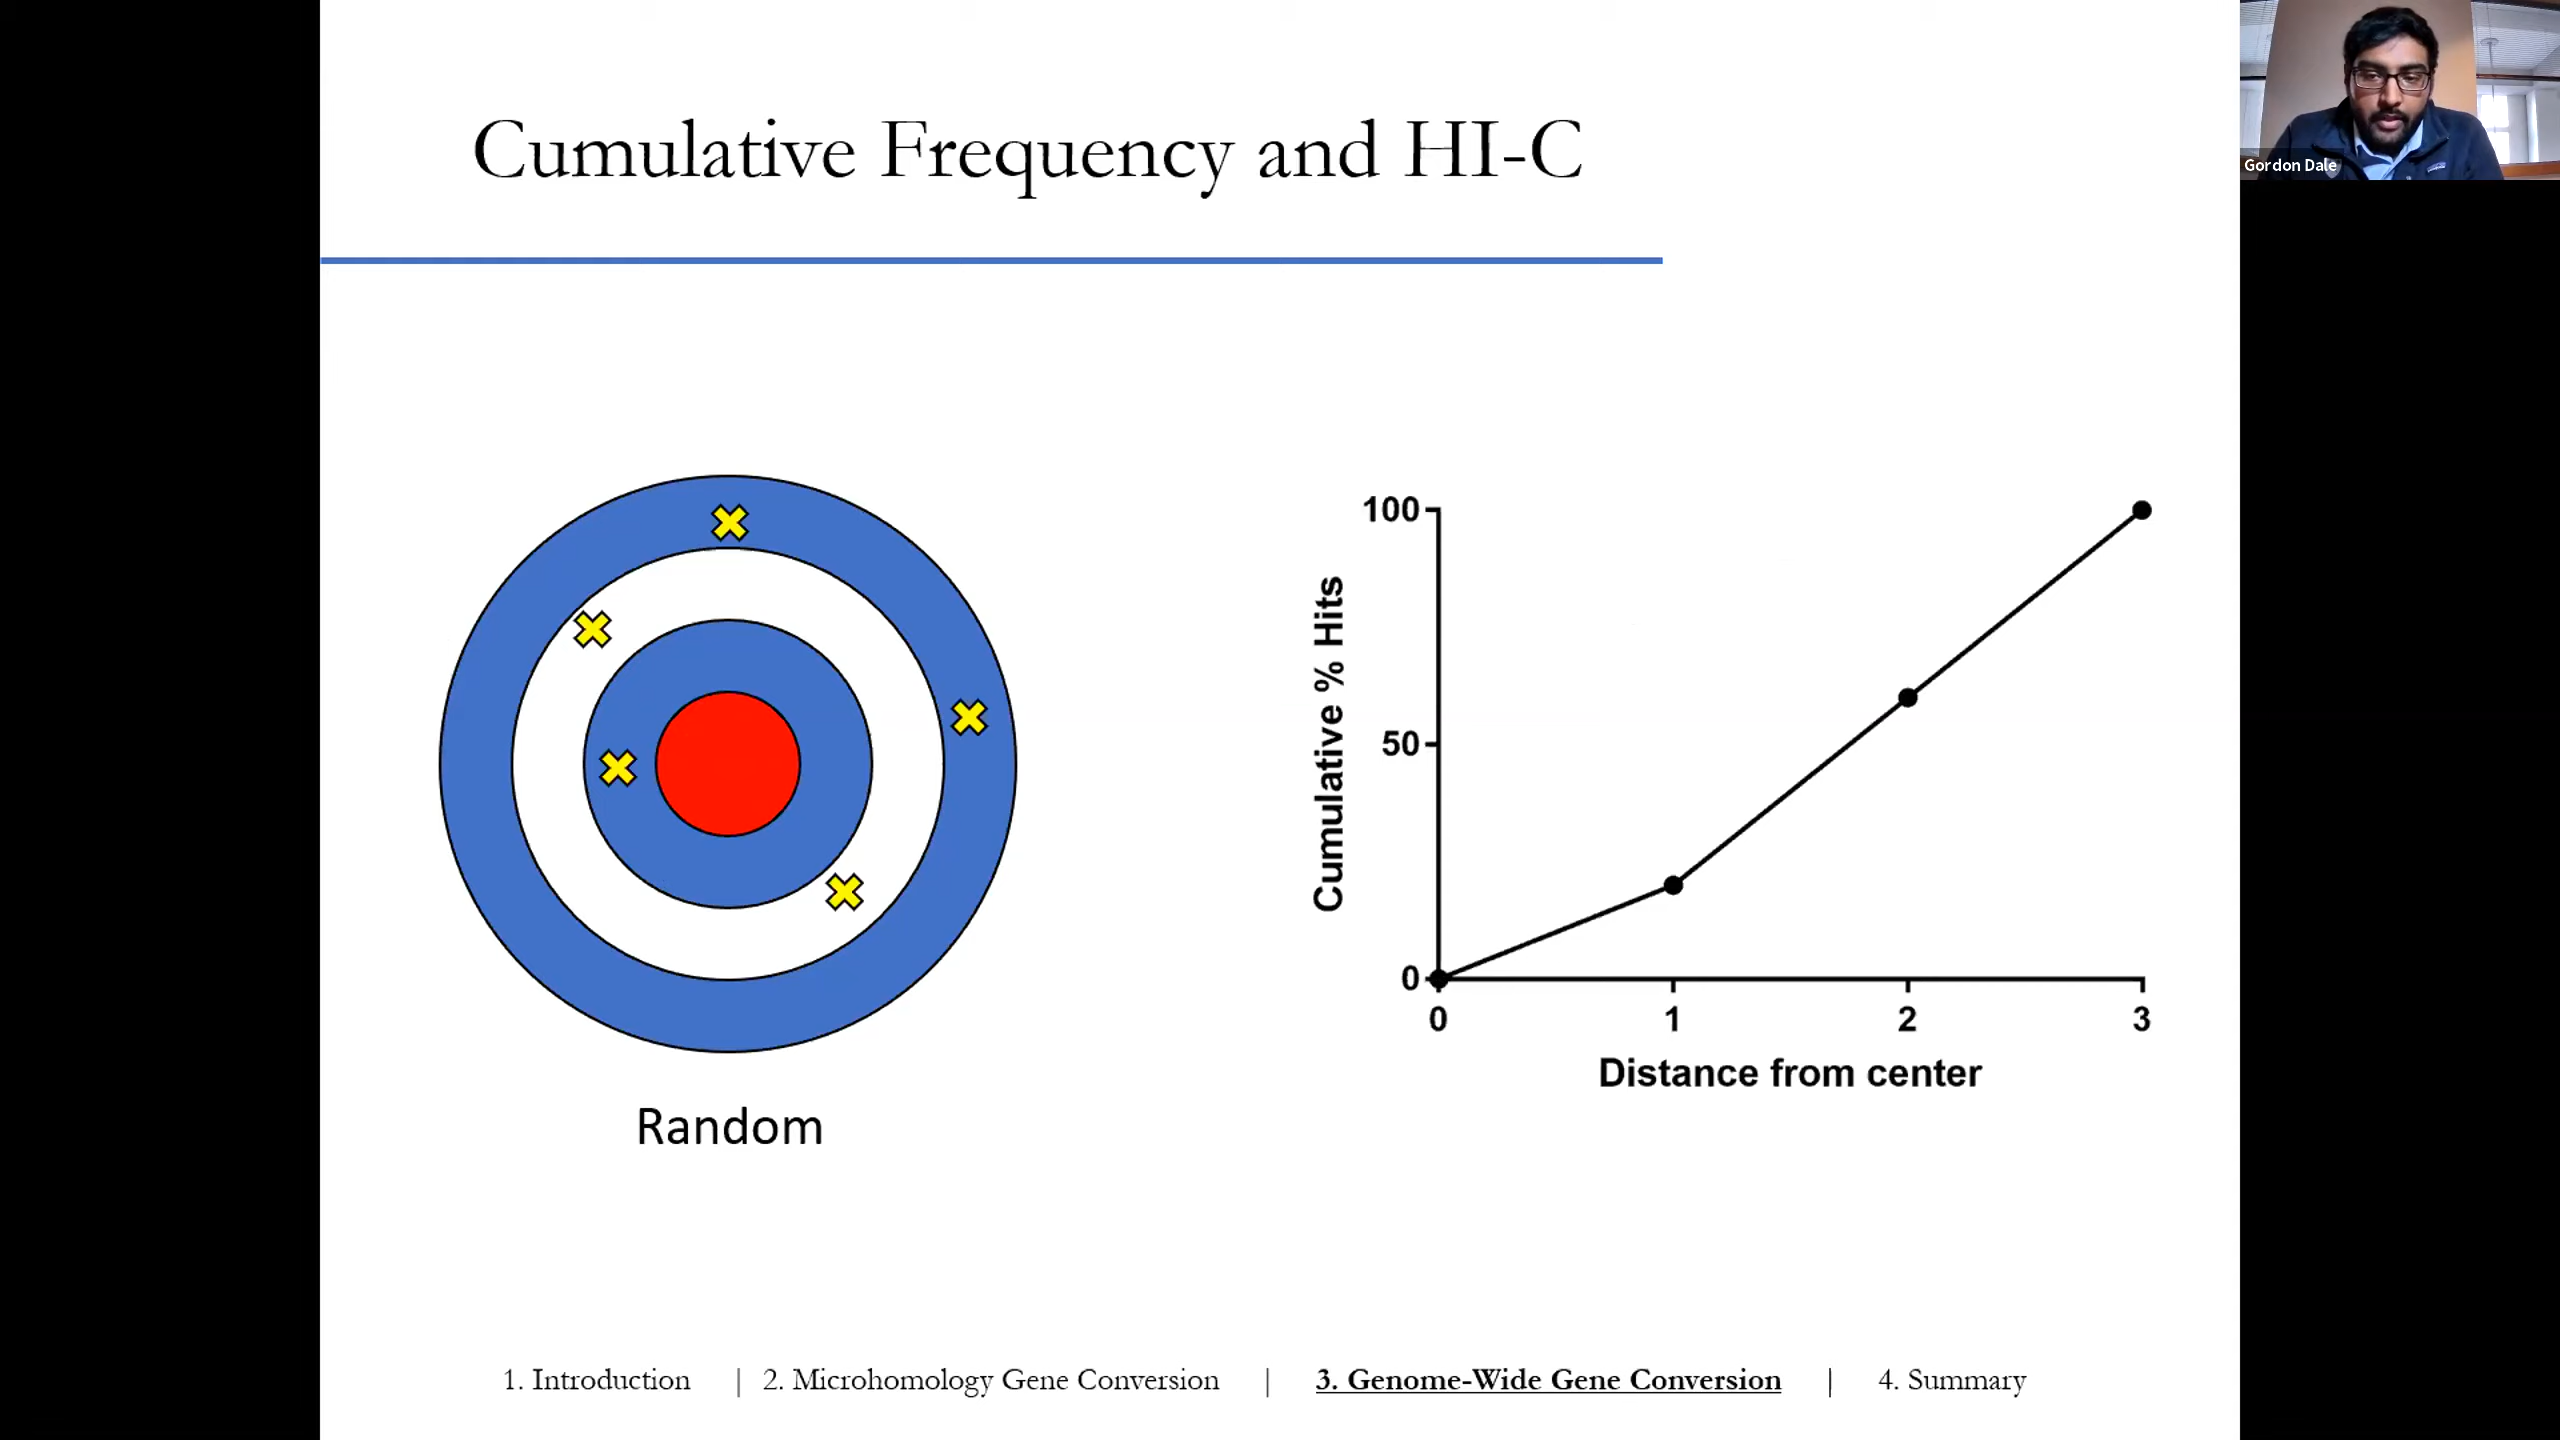 Cumulative Frequency and HI-C
Gordon Dale
Random
Cumulative % Hits
100
50
0
0 1 2 3
Distance from center
1. Introduction | 2. Microhomology Gene Conversion | 3. Genome-Wide Gene Conversion | 4. Summary